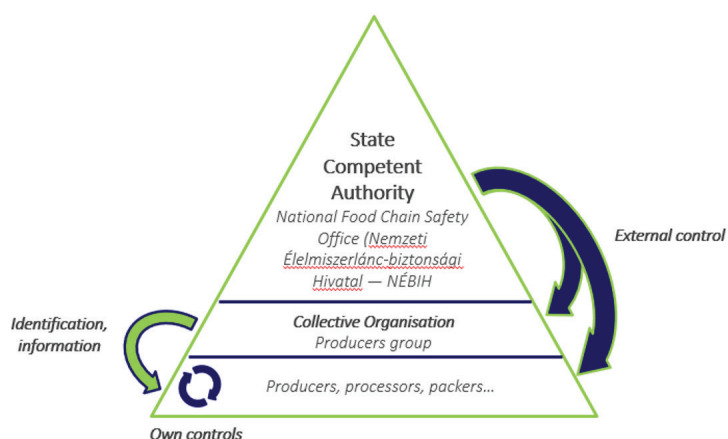 State
Competent
Authority
National Food Chain Safety
Office (Nemzeti
Élelmiszerlánc-biztonsági
Hivatal — NÉBIH
External control
Collective Organisation
Producers group
Identification,
information
Producers, processors, packers...
Own controls